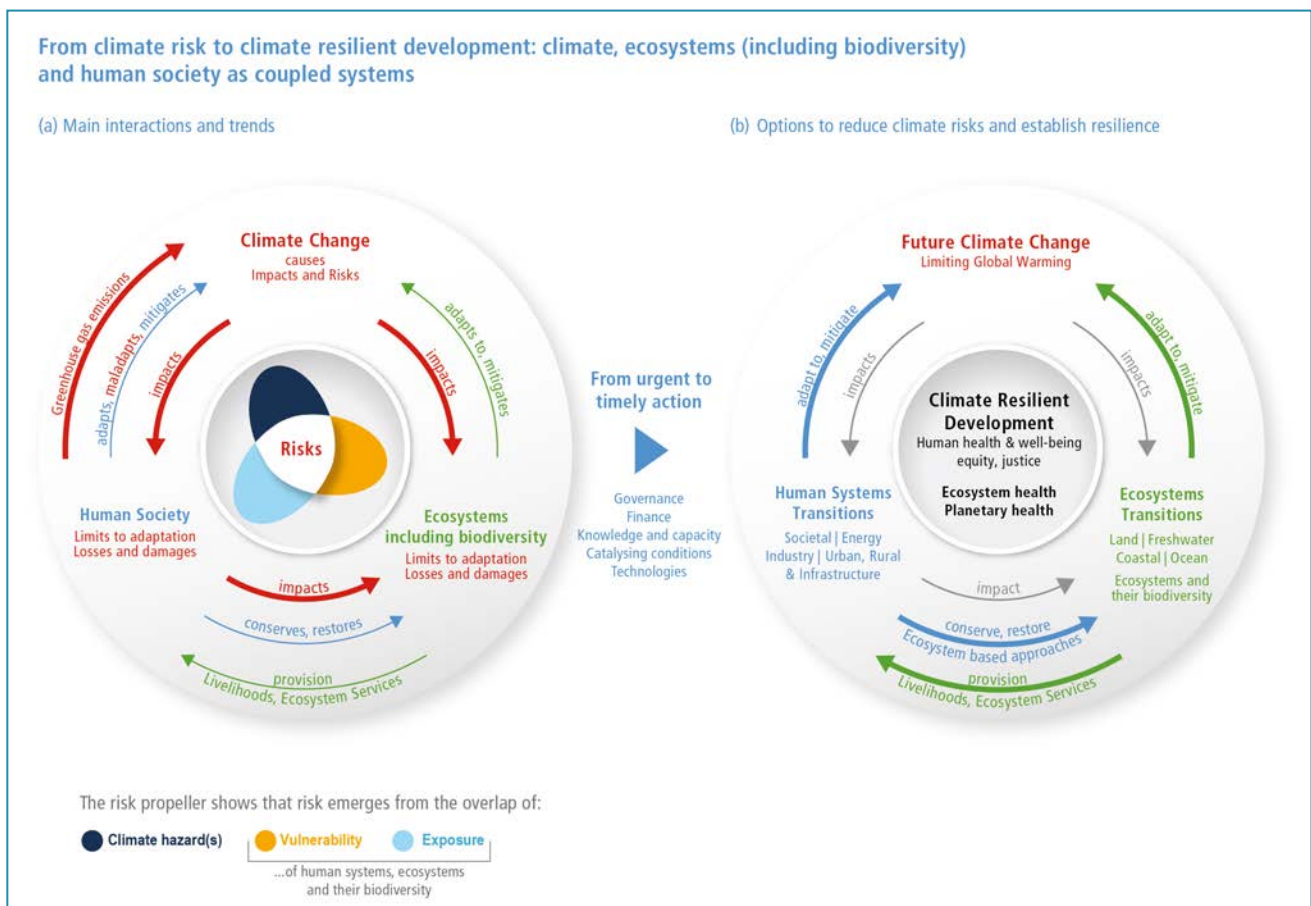 From climate risk to climate resilient development: climate, ecosystems (including biodiversity)
and human society as coupled systems
(a) Main interactions and trends
Climate Change
causes
Impacts and Risks
Greenhouse gas emissions
adapts, maladapts, mitigates
impacts
impacts
adapts to, mitigates
Risks
Human Society
Limits to adaptation
Losses and damages
Ecosystems
including biodiversity
Limits to adaptation
Losses and damages
impacts
conserves, restores
provision
Livelihoods, Ecosystem Services
From urgent to
timely action
Governance
Finance
Knowledge and capacity
Catalysing conditions
Technologies
(b) Options to reduce climate risks and establish resilience
Future Climate Change
Limiting Global Warming
adapt to, mitigate
impacts
impacts
adapt to, mitigate
Climate Resilient
Development
Human health & well-being
equity, justice
Ecosystem health
Planetary health
Human Systems
Transitions
Societal | Energy
Industry | Urban, Rural
& Infrastructure
Ecosystems
Transitions
Land | Freshwater
Coastal | Ocean
Ecosystems and
their biodiversity
impact
conserve, restore
Ecosystem based approaches
provision
Livelihoods, Ecosystem Services
The risk propeller shows that risk emerges from the overlap of:
Climate hazard(s)
Vulnerability
Exposure
...of human systems, ecosystems
and their biodiversity